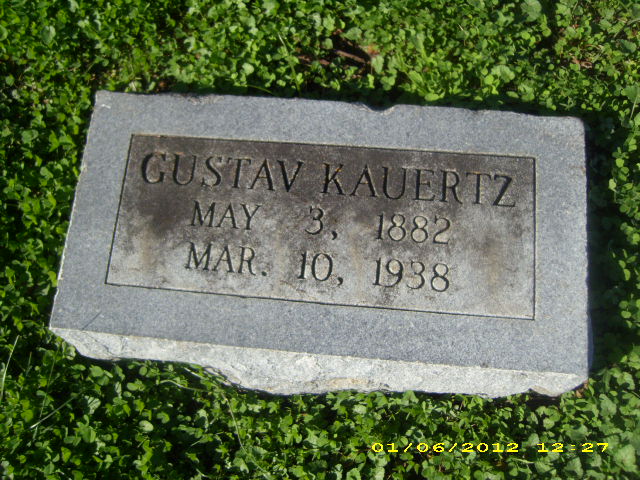 GUSTAV KAUERTZ
MAY 3, 1882
MAR. 10, 1938
01/06/2012 12:27